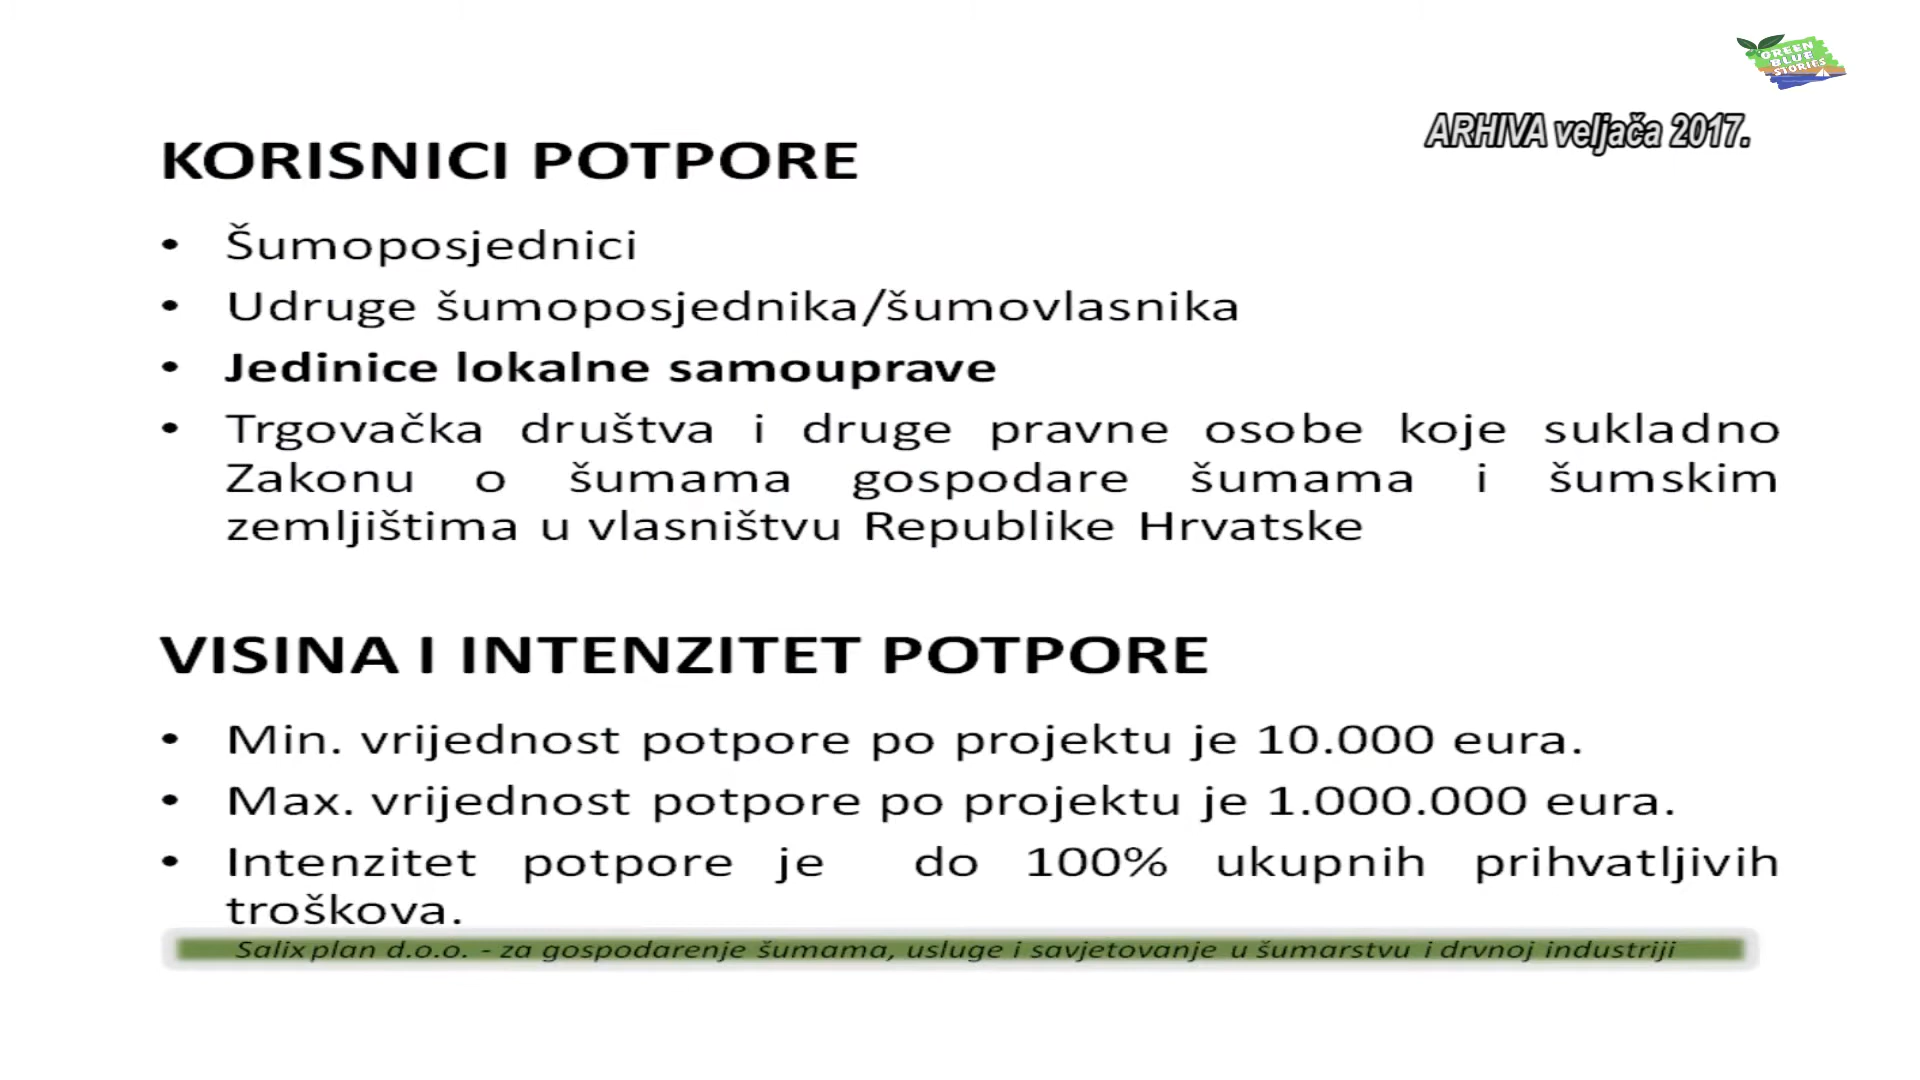 GREEN
BLUE
STORIES
ARHIVA veljača 2017.
KORISNICI POTPORE
• Šumoposjednici
• Udruge šumoposjednika/šumovlasnika
• Jedinice lokalne samouprave
• Trgovačka društva i druge pravne osobe koje sukladno
Zakonu o šumama gospodare šumama i šumskim
zemljištima u vlasništvu Republike Hrvatske
VISINA I INTENZITET POTPORE
• Min. vrijednost potpore po projektu je 10.000 eura.
• Max. vrijednost potpore po projektu je 1.000.000 eura.
• Intenzitet potpore je do 100% ukupnih prihvatljivih
troškova.
Salix plan d.o.o. - za gospodarenje šumama, usluge i savjetovanje u šumarstvu i drvnoj industriji